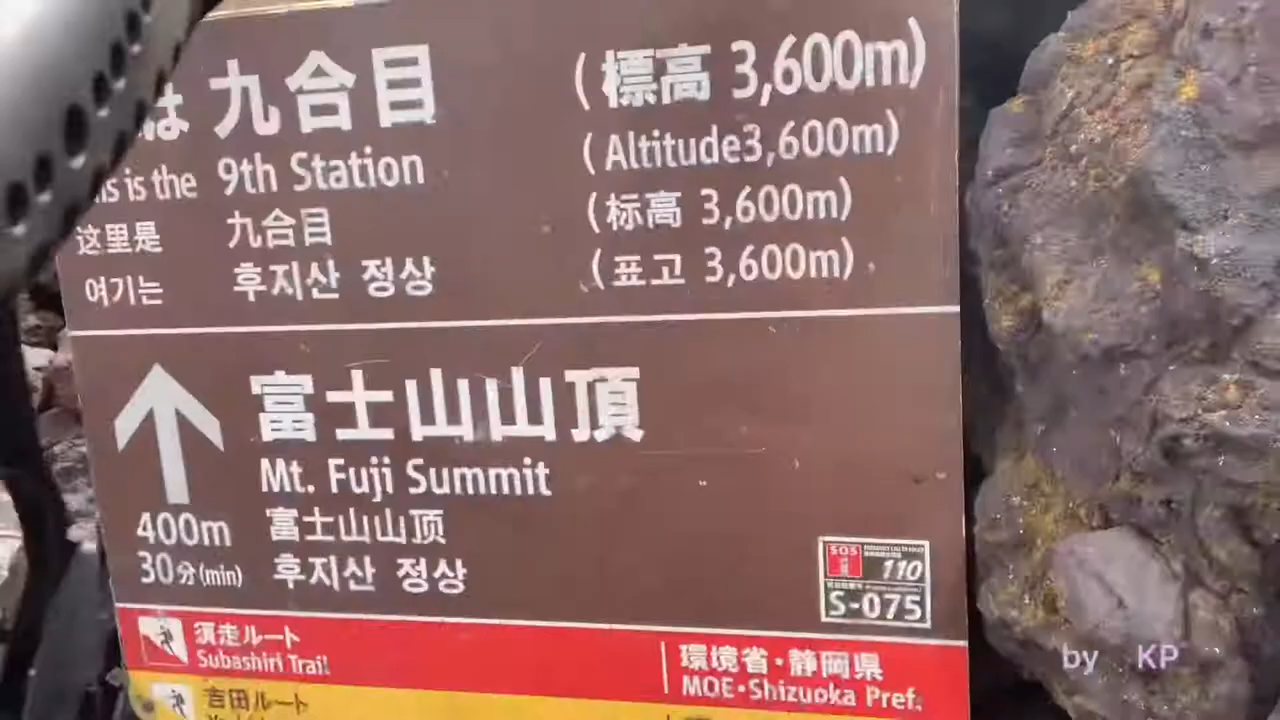 は 九合目 (標高 3,600m)
is the 9th Station (Altitude3,600m)
这里是 九合目 (标高 3,600m)
여기는 후지산 정상 (표고 3,600m)
富士山山頂
Mt. Fuji Summit
400m 富士山山顶
30分(min) 후지산 정상
SOS
110
S-075
須走ルート
Subashiri Trail
環境省・静岡県
MOE・Shizuoka Pref.
吉田ルート
by KP